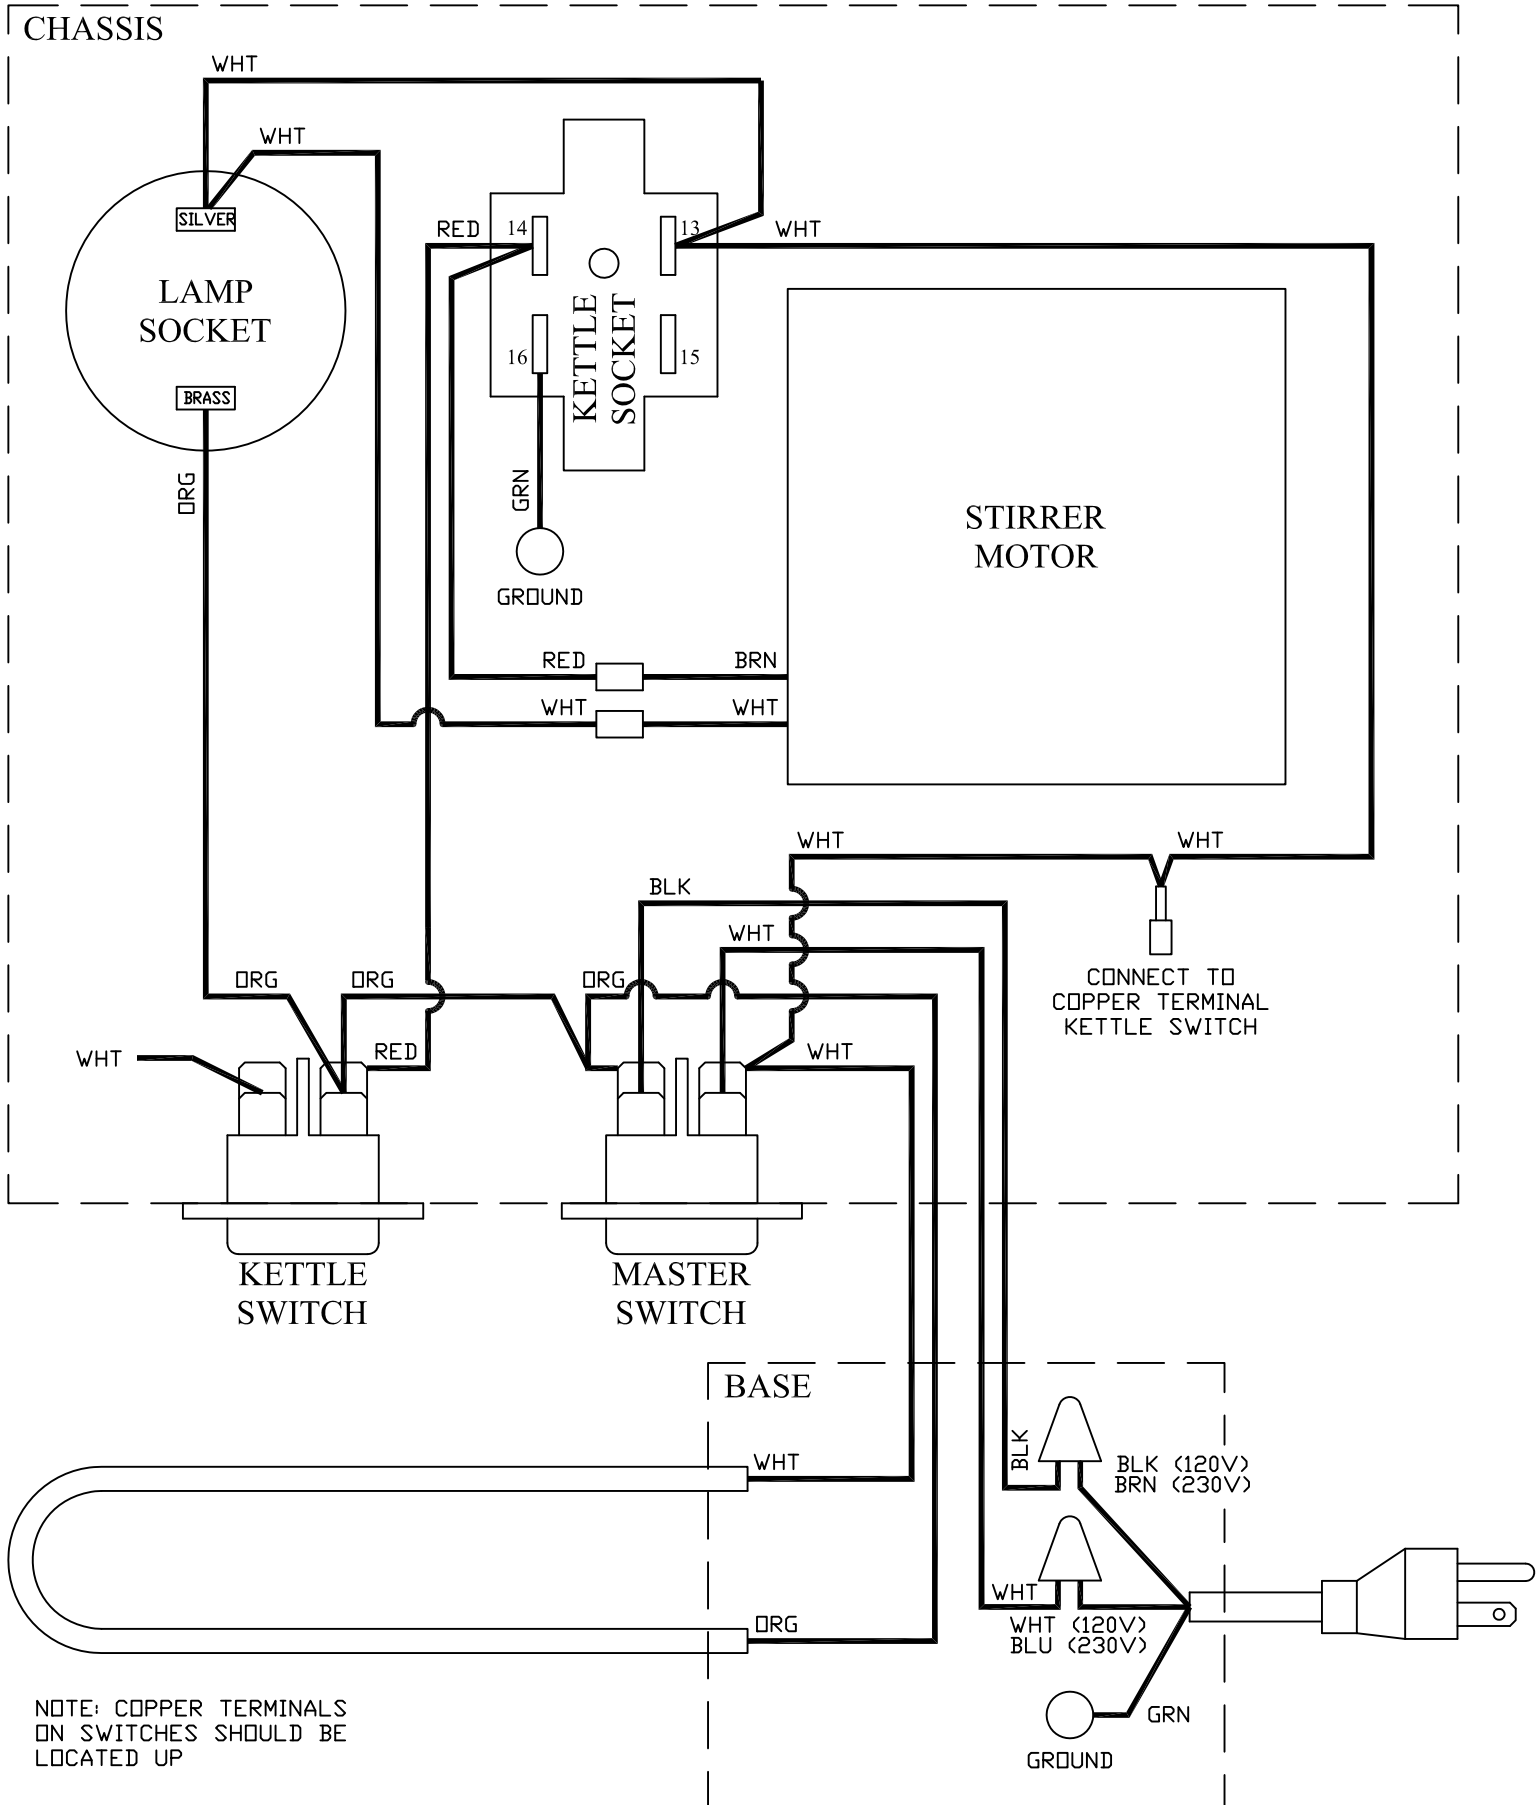 CHASSIS
WHT
WHT
SILVER
LAMP
SOCKET
BRASS
ORG
RED
14
13
WHT
16
15
KETTLE
SOCKET
GRN
GROUND
STIRRER
MOTOR
RED
BRN
WHT
WHT
WHT
WHT
BLK
WHT
CONNECT TO
COPPER TERMINAL
KETTLE SWITCH
ORG
ORG
ORG
WHT
RED
WHT
KETTLE
SWITCH
MASTER
SWITCH
BASE
WHT
BLK
BLK (120V)
BRN (230V)
WHT
WHT (120V)
BLU (230V)
ORG
GRN
GROUND
NOTE: COPPER TERMINALS
ON SWITCHES SHOULD BE
LOCATED UP